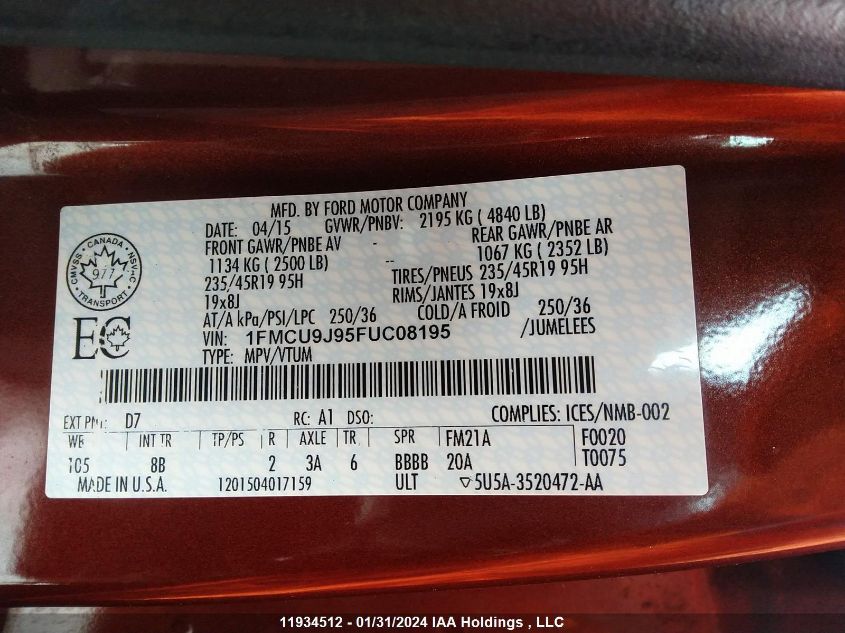 MFD. BY FORD MOTOR COMPANY
DATE: 04/15 GVWR/PNBV: 2195 KG ( 4840 LB)
FRONT GAWR/PNBE AV - REAR GAWR/PNBE AR
1134 KG ( 2500 LB) -- 1067 KG ( 2352 LB)
235/45R19 95H TIRES/PNEUS 235/45R19 95H
19x8J RIMS/JANTES 19x8J
AT/A kPa/PSI/LPC 250/36 COLD/A FROID 250/36
VIN: 1FMCU9J95FUC08195 /JUMELEES
TYPE: MPV/VTUM
CMVSS • CANADA • NSVAC
977
TRANSPORT
EC
EXT PNT: D7 RC: A1 DSO: COMPLIES: ICES/NMB-002
WB INT TR TP/PS R AXLE TR SPR FM21A F0020
105 8B 2 3A 6 BBBB 20A T0075
MADE IN U.S.A. 1201504017159 ULT ▽5U5A-3520472-AA
11934512 - 01/31/2024 IAA Holdings , LLC